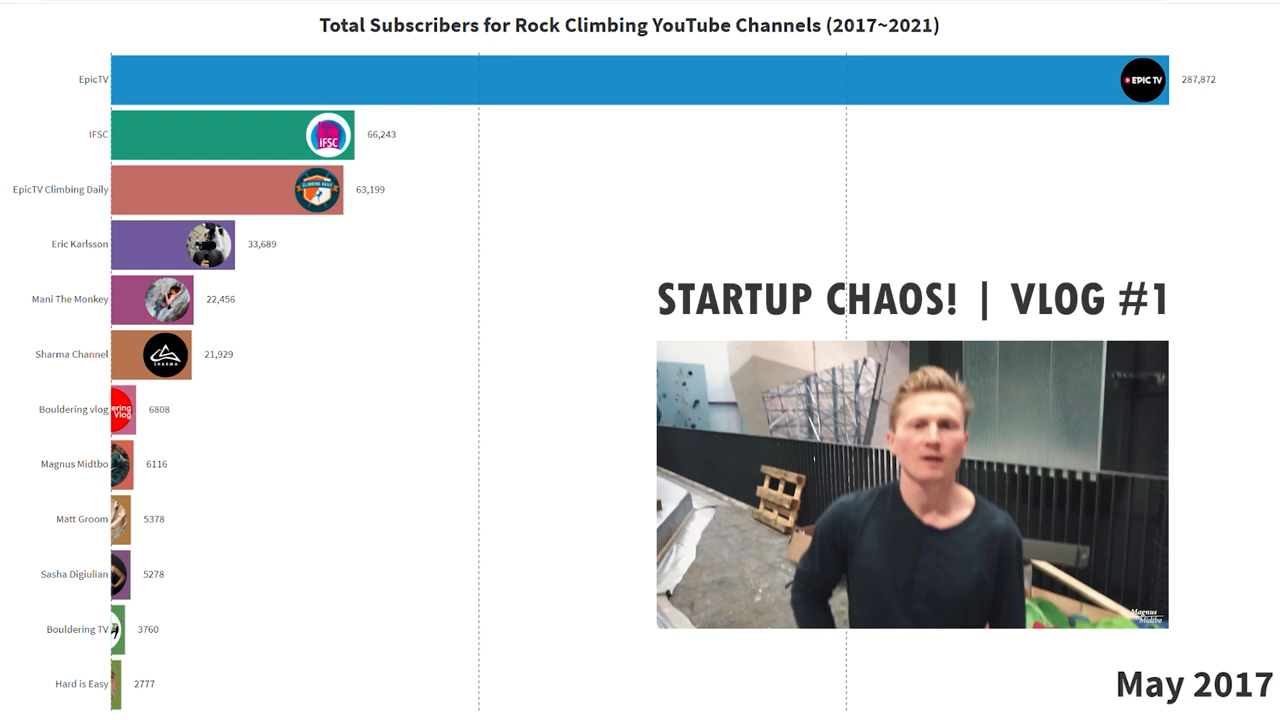 Total Subscribers for Rock Climbing YouTube Channels (2017~2021)
EpicTV
EPIC TV
287,872
IFSC
IFSC
66,243
EpicTV Climbing Daily
CLIMBING DAILY
63,199
Eric Karlsson
33,689
Mani The Monkey
22,456
Sharma Channel
SHARMA
21,929
Bouldering vlog
ering
Vlog
6808
Magnus Midtbo
6116
Matt Groom
5378
Sasha Digiulian
5278
Bouldering TV
3760
Hard is Easy
2777
STARTUP CHAOS! | VLOG #1
Magnus
Midtbø
May 2017